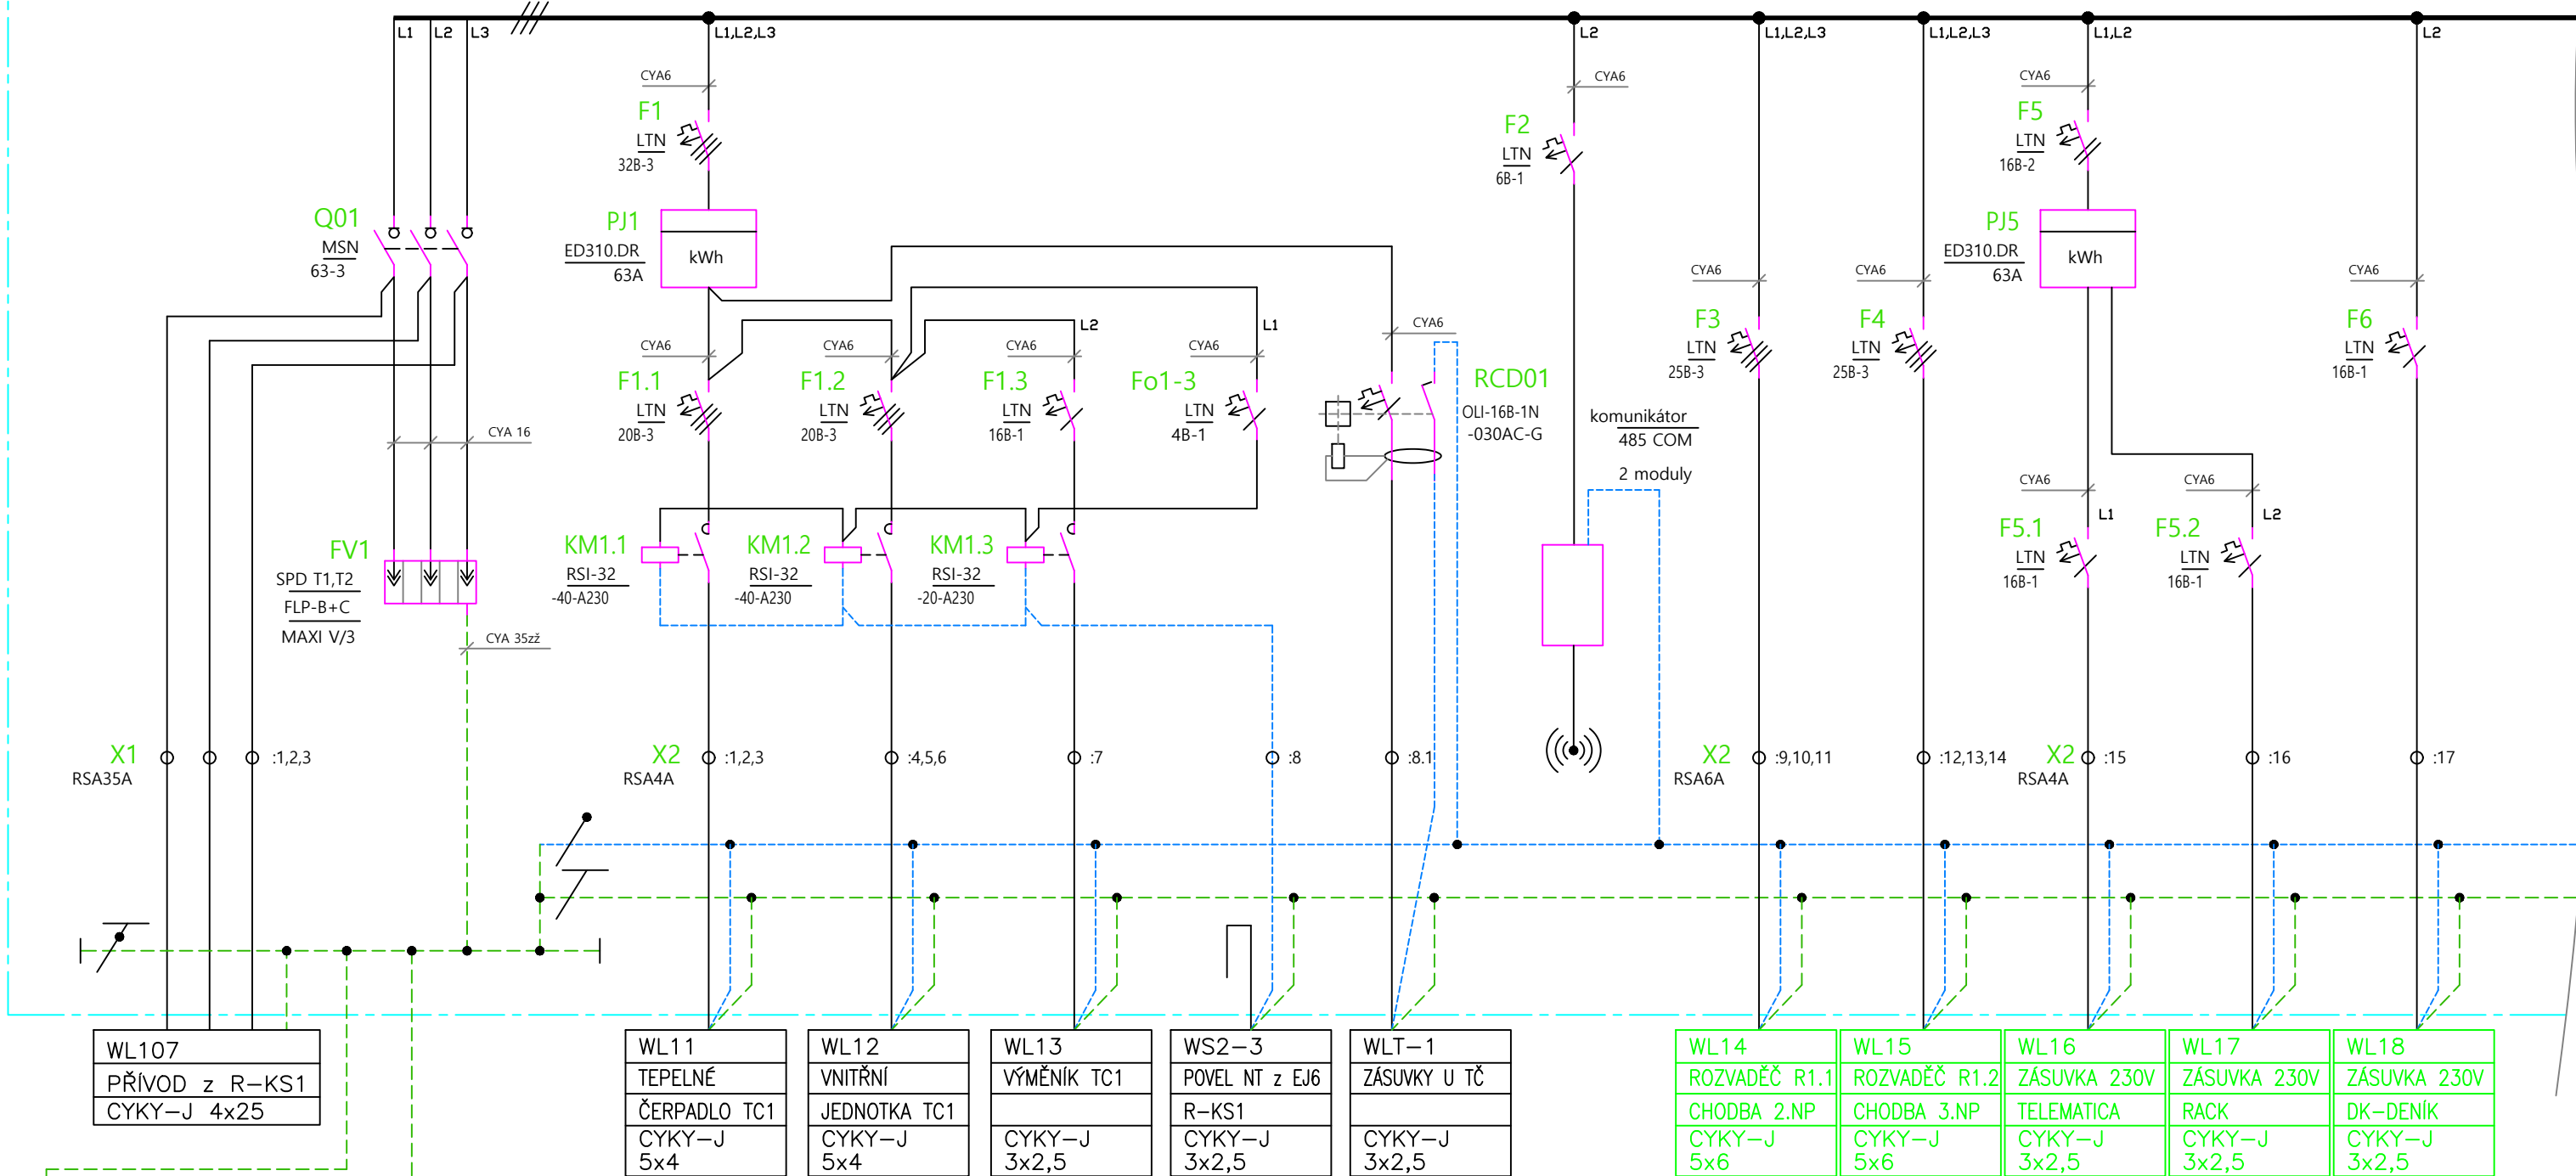 L1
L2
L3
L1,L2,L3
L2
L1,L2,L3
L1,L2,L3
L1,L2
L2
CYA6
F1
LTN
32B-3
CYA6
F2
LTN
6B-1
CYA6
F5
LTN
16B-2
Q01
MSN
63-3
PJ1
ED310.DR
63A
kWh
PJ5
ED310.DR
63A
kWh
CYA6
F3
LTN
25B-3
CYA6
F4
LTN
25B-3
CYA6
F6
LTN
16B-1
CYA6
F1.1
LTN
20B-3
CYA6
F1.2
LTN
20B-3
L2
CYA6
F1.3
LTN
16B-1
L1
CYA6
Fo1-3
LTN
4B-1
CYA6
RCD01
OLI-16B-1N
-030AC-G
komunikátor
485 COM
2 moduly
CYA 16
CYA6
L1
F5.1
LTN
16B-1
CYA6
L2
F5.2
LTN
16B-1
FV1
SPD T1,T2
FLP-B+C
MAXI V/3
CYA 35zž
KM1.1
RSI-32
-40-A230
KM1.2
RSI-32
-40-A230
KM1.3
RSI-32
-20-A230
X1
RSA35A
:1,2,3
X2
RSA4A
:1,2,3
:4,5,6
:7
:8
:8.1
X2
RSA6A
:9,10,11
:12,13,14
X2
RSA4A
:15
:16
:17
WL107
PŘÍVOD z R-KS1
CYKY-J 4x25
WL11
TEPELNÉ
ČERPADLO TC1
CYKY-J
5x4
WL12
VNITŘNÍ
JEDNOTKA TC1
CYKY-J
5x4
WL13
VÝMĚNÍK TC1
CYKY-J
3x2,5
WS2-3
POVEL NT z EJ6
R-KS1
CYKY-J
3x2,5
WLT-1
ZÁSUVKY U TČ
CYKY-J
3x2,5
WL14
ROZVADĚČ R1.1
CHODBA 2.NP
CYKY-J
5x6
WL15
ROZVADĚČ R1.2
CHODBA 3.NP
CYKY-J
5x6
WL16
ZÁSUVKA 230V
TELEMATICA
CYKY-J
3x2,5
WL17
ZÁSUVKA 230V
RACK
CYKY-J
3x2,5
WL18
ZÁSUVKA 230V
DK-DENÍK
CYKY-J
3x2,5